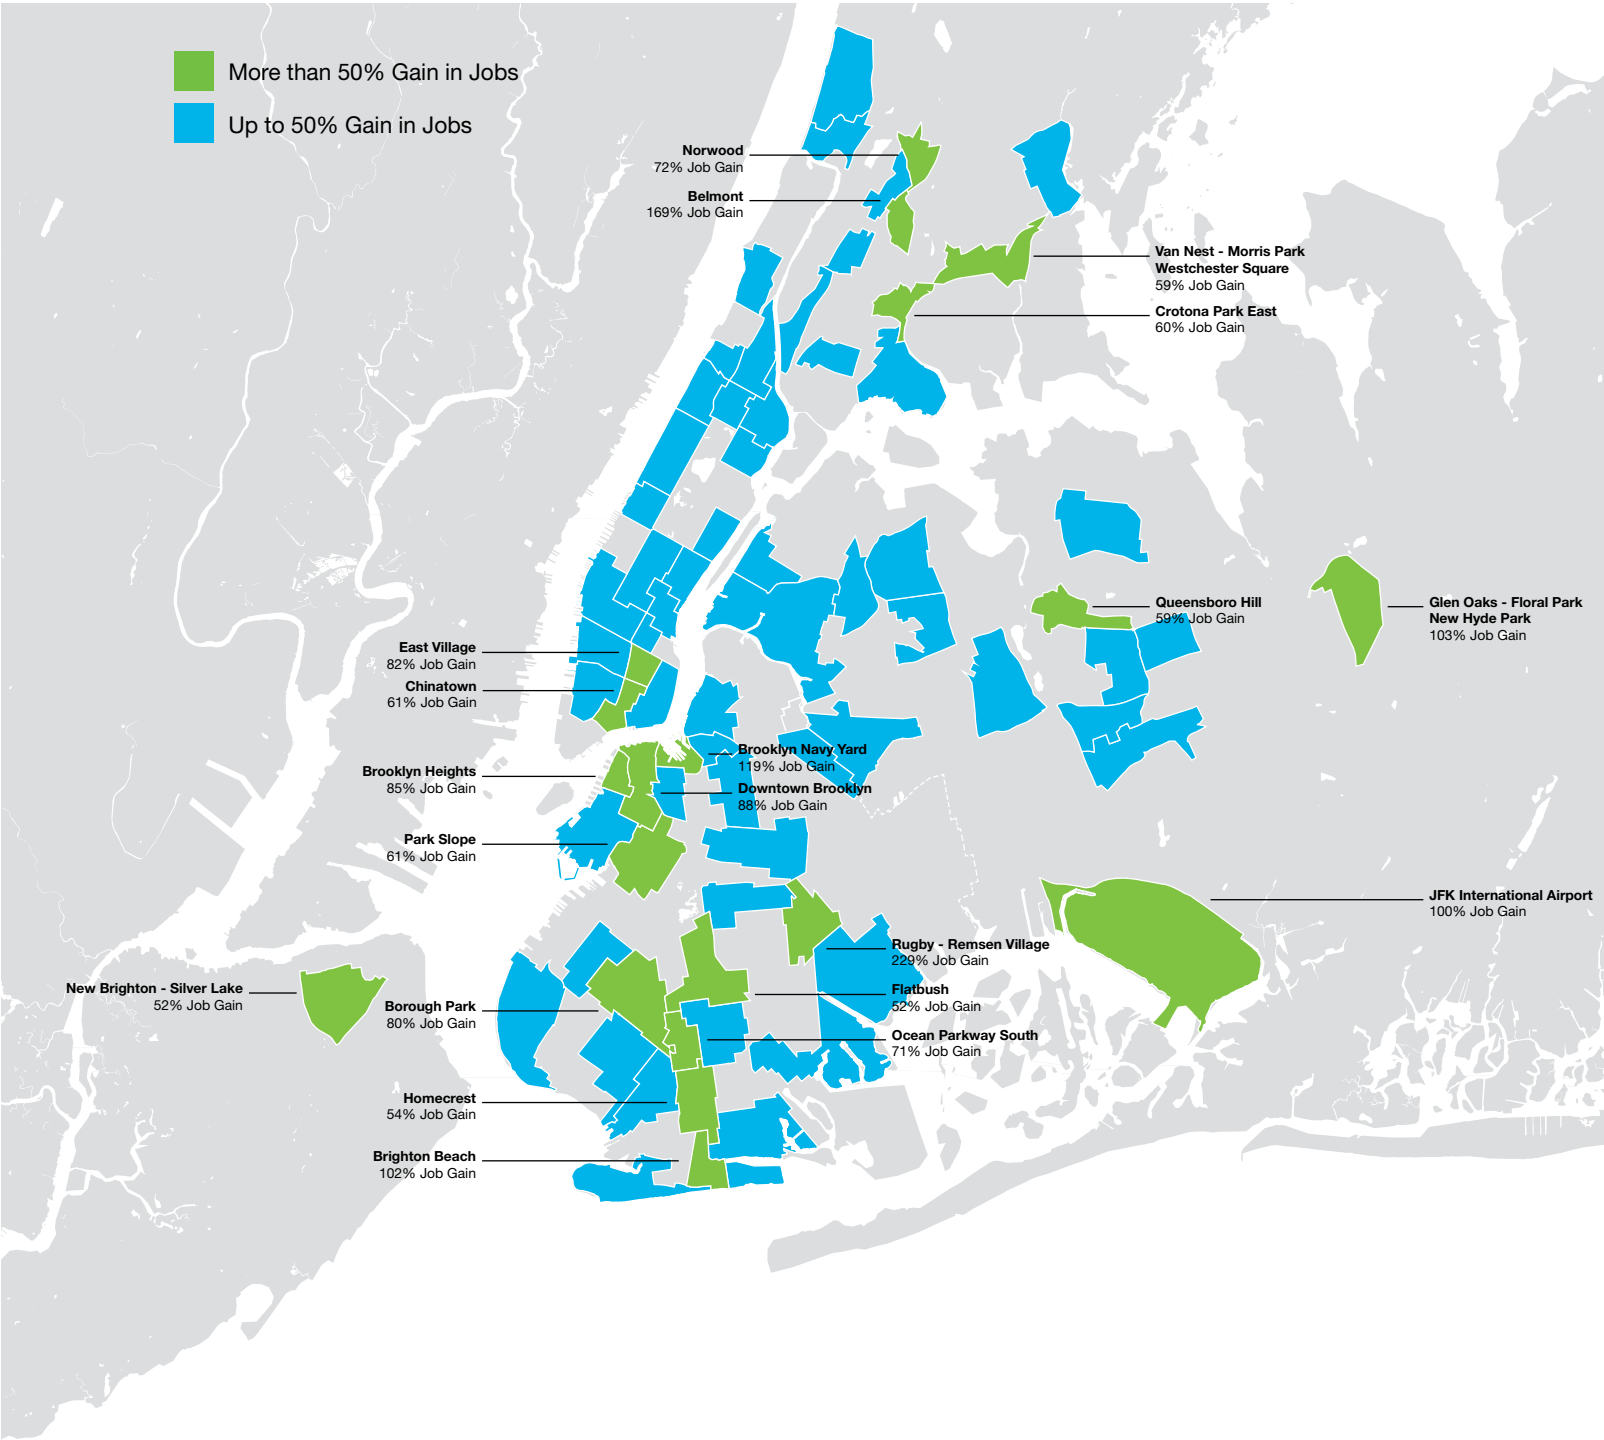 More than 50% Gain in Jobs
Up to 50% Gain in Jobs
Norwood
72% Job Gain
Belmont
169% Job Gain
Van Nest - Morris Park
Westchester Square
59% Job Gain
Crotona Park East
60% Job Gain
Queensboro Hill
59% Job Gain
Glen Oaks - Floral Park
New Hyde Park
103% Job Gain
East Village
82% Job Gain
Chinatown
61% Job Gain
Brooklyn Navy Yard
119% Job Gain
Brooklyn Heights
85% Job Gain
Downtown Brooklyn
88% Job Gain
Park Slope
61% Job Gain
JFK International Airport
100% Job Gain
Rugby - Remsen Village
229% Job Gain
New Brighton - Silver Lake
52% Job Gain
Flatbush
52% Job Gain
Borough Park
80% Job Gain
Ocean Parkway South
71% Job Gain
Homecrest
54% Job Gain
Brighton Beach
102% Job Gain